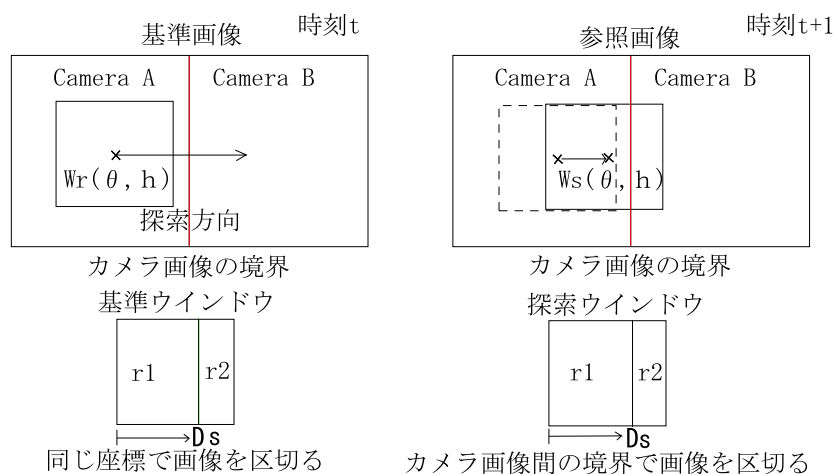 基準画像
時刻t
Camera A
Camera B
Wr(θ,h)
探索方向
カメラ画像の境界
参照画像
時刻t+1
Camera A
Camera B
Ws(θ,h)
カメラ画像の境界
基準ウインドウ
r1
r2
Ds
同じ座標で画像を区切る
探索ウインドウ
r1
r2
Ds
カメラ画像間の境界で画像を区切る